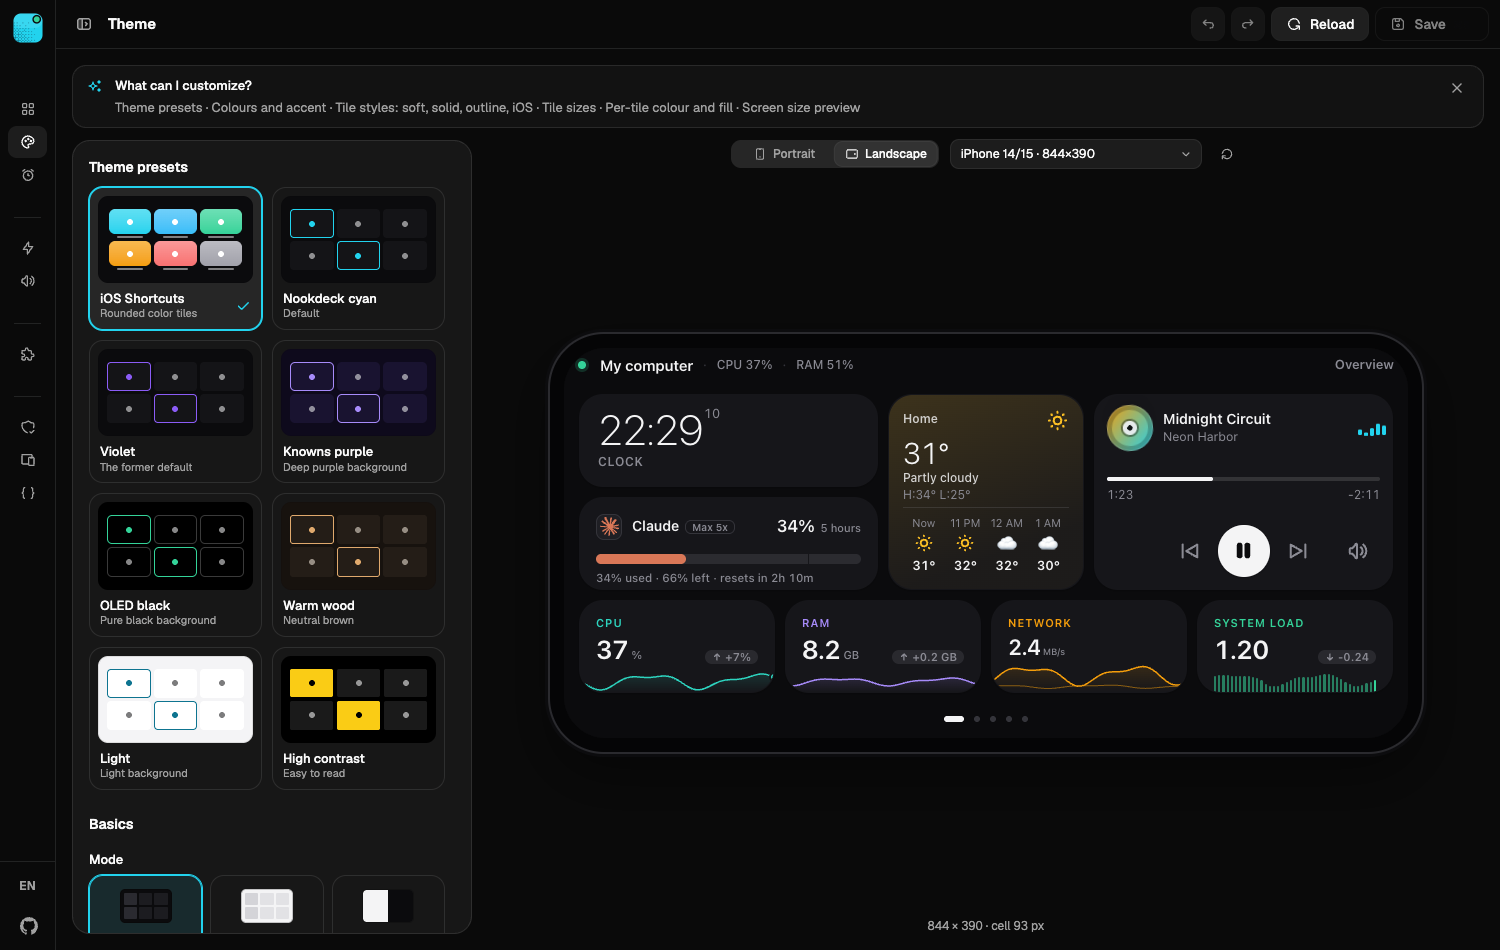 Theme
Reload
Save
What can I customize?
Theme presets · Colours and accent · Tile styles: soft, solid, outline, iOS · Tile sizes · Per-tile colour and fill · Screen size preview
Theme presets
iOS Shortcuts
Rounded color tiles
Nookdeck cyan
Default
Violet
The former default
Knowns purple
Deep purple background
OLED black
Pure black background
Warm wood
Neutral brown
Light
Light background
High contrast
Easy to read
Basics
Mode
EN
Portrait
Landscape
iPhone 14/15 · 844×390
My computer · CPU 37% · RAM 51%
Overview
22:29 10
CLOCK
Claude Max 5x 34% 5 hours
34% used · 66% left · resets in 2h 10m
Home
31°
Partly cloudy
H:34° L:25°
Now 11 PM 12 AM 1 AM
31° 32° 32° 30°
Midnight Circuit
Neon Harbor
1:23 -2:11
CPU
37 %
↑ +7%
RAM
8.2 GB
↑ +0.2 GB
NETWORK
2.4 MB/s
SYSTEM LOAD
1.20
↓ -0.24
844 × 390 · cell 93 px